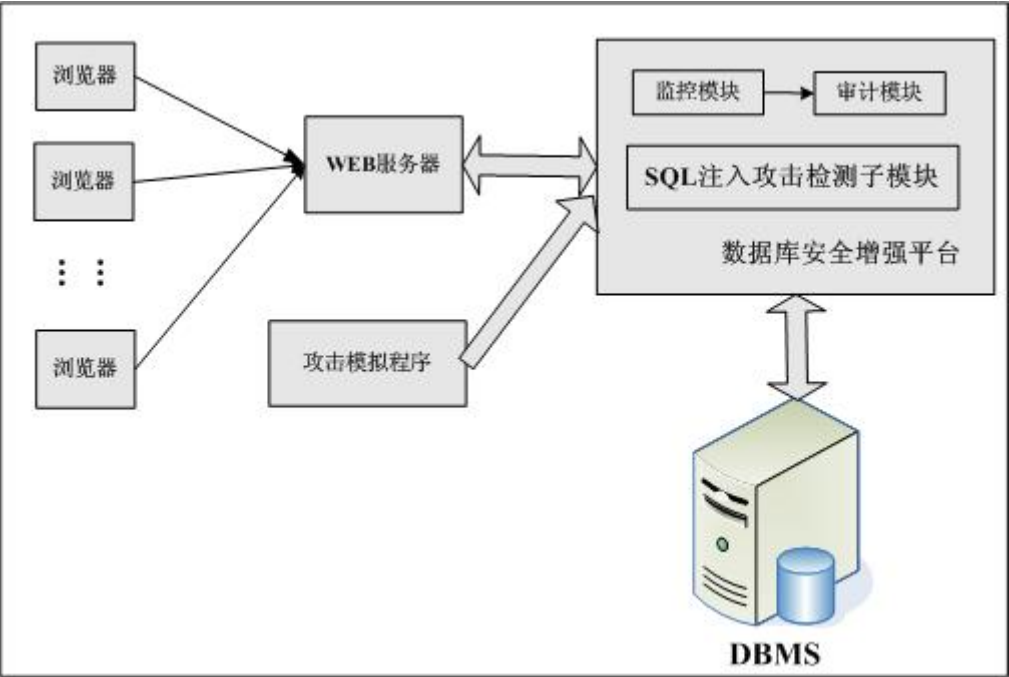 浏览器
浏览器
浏览器
WEB服务器
攻击模拟程序
监控模块
审计模块
SQL注入攻击检测子模块
数据库安全增强平台
DBMS